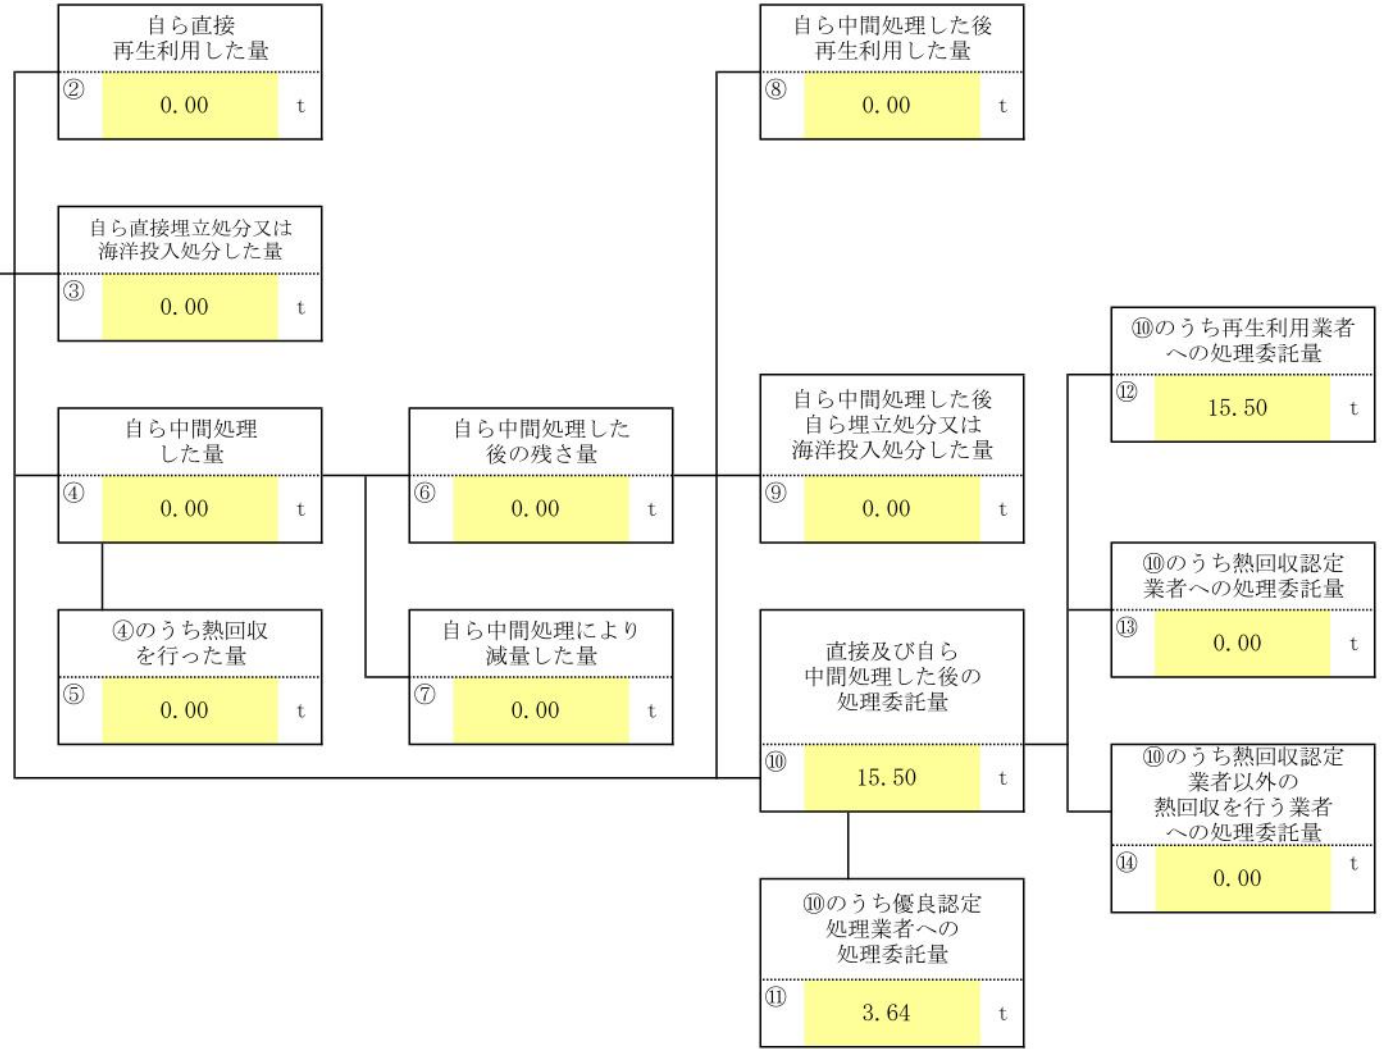 自ら直接
再生利用した量
② 0.00 t
自ら中間処理した後
再生利用した量
⑧ 0.00 t
自ら直接埋立処分又は
海洋投入処分した量
③ 0.00 t
⑩のうち再生利用業者
への処理委託量
⑫ 15.50 t
自ら中間処理
した量
④ 0.00 t
自ら中間処理した
後の残さ量
⑥ 0.00 t
自ら中間処理した後
自ら埋立処分又は
海洋投入処分した量
⑨ 0.00 t
⑩のうち熱回収認定
業者への処理委託量
⑬ 0.00 t
④のうち熱回収
を行った量
⑤ 0.00 t
自ら中間処理により
減量した量
⑦ 0.00 t
直接及び自ら
中間処理した後の
処理委託量
⑩ 15.50 t
⑩のうち熱回収認定
業者以外の
熱回収を行う業者
への処理委託量
⑭ 0.00 t
⑩のうち優良認定
処理業者への
処理委託量
⑪ 3.64 t